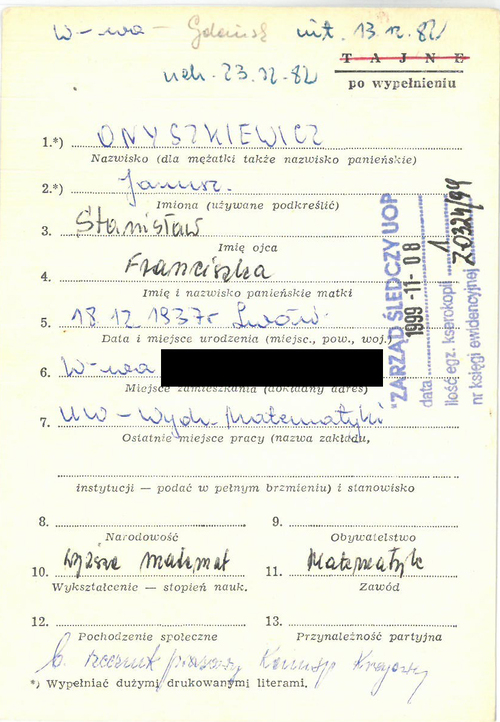 W-wa - Gdańsk int. 13.12.82
T A J N E
po wypełnieniu
uch. 23.12.82
1.*) ONYSZKIEWICZ
Nazwisko (dla mężatki także nazwisko panieńskie)
2.*) Janusz.
Imiona (używane podkreślić)
3. Stanisław
Imię ojca
4. Franciszka
Imię i nazwisko panieńskie matki
5. 18.12.1937r Lwów
Data i miejsce urodzenia (miejsc., pow., woj.)
6. W-wa
Miejsce zamieszkania (dokładny adres)
7. UW - Wydz. Matematyki
Ostatnie miejsce pracy (nazwa zakładu,
instytucji — podać w pełnym brzmieniu) i stanowisko
8. 9.
Narodowość Obywatelstwo
10. wyższe matemat 11. Matematyk
Wykształcenie — stopień nauk. Zawód
12. 13.
Pochodzenie społeczne Przynależność partyjna
b. rzecznik prasowy Komisji Krajowej
*) Wypełniać dużymi drukowanymi literami.
"ZARZĄD ŚLEDCZY UOP
data 1999-11-08
Ilość egz. kserokopii 1
nr księgi ewidencyjnej Z0324/99